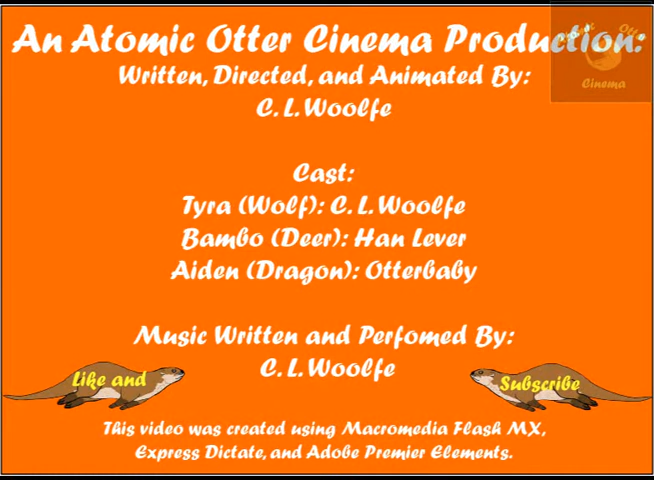 An Atomic Otter Cinema Production:
Written, Directed, and Animated By:
C. L. Woolfe
Cast:
Tyra (Wolf): C. L. Woolfe
Bambo (Deer): Han Lever
Aiden (Dragon): Otterbaby
Music Written and Perfomed By:
C. L. Woolfe
Like and
Subscribe
This video was created using Macromedia Flash MX,
Express Dictate, and Adobe Premier Elements.
Otter
Cinema